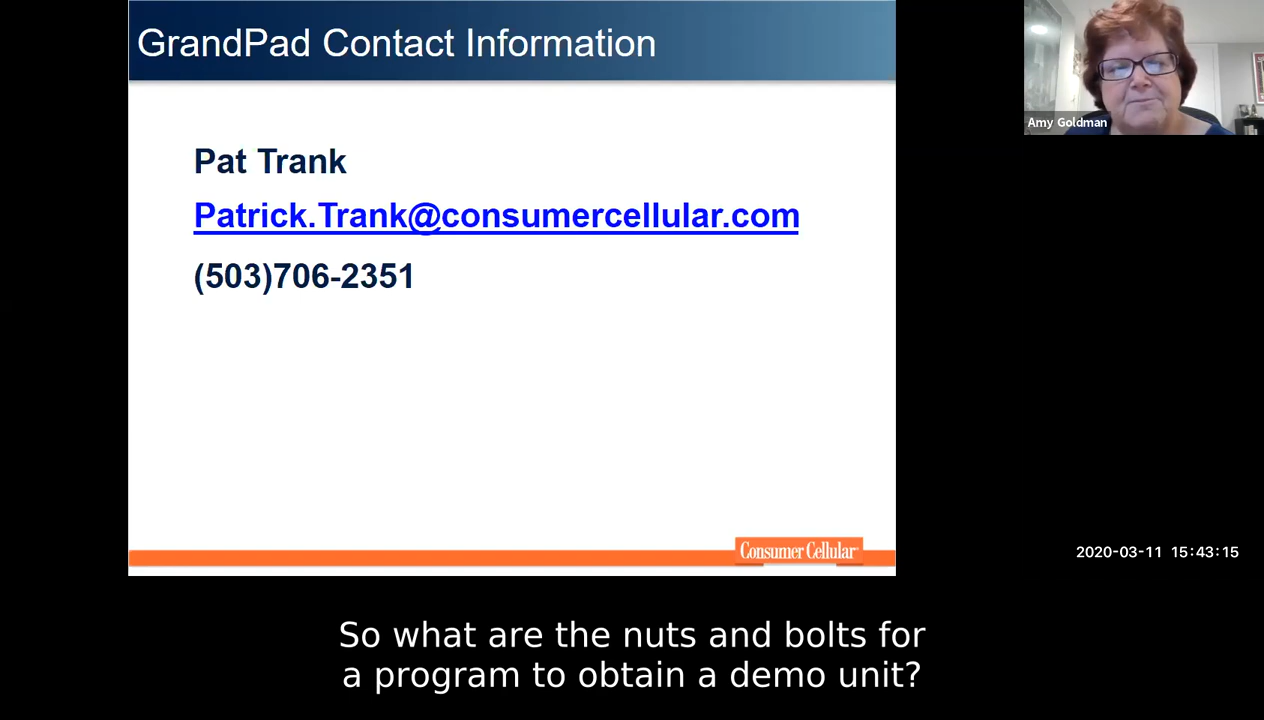 GrandPad Contact Information
Amy Goldman
Pat Trank
Patrick.Trank@consumercellular.com
(503)706-2351
Consumer Cellular
2020-03-11 15:43:15
So what are the nuts and bolts for
a program to obtain a demo unit?